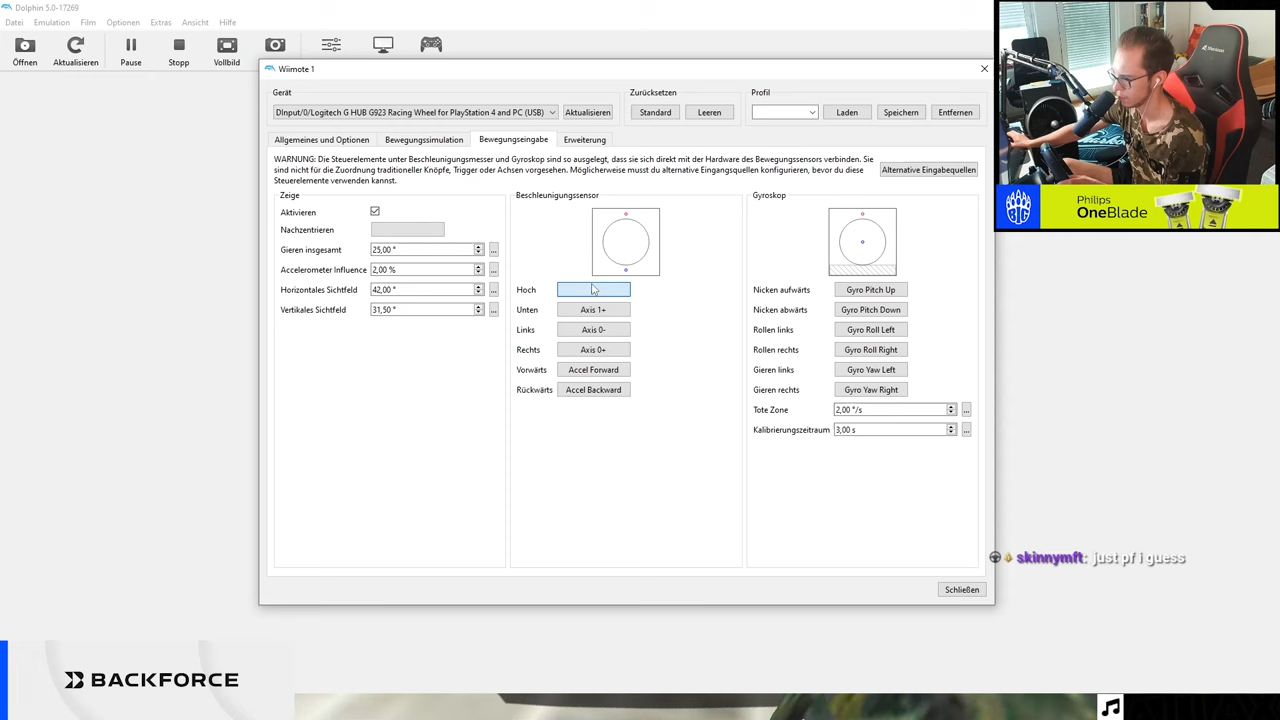 Dolphin 5.0-17269
Datei Emulation Film Optionen Extras Ansicht Hilfe
Öffnen Aktualisieren Pause Stopp Vollbild
Wiimote 1
Gerät Zurücksetzen Profil
DInput/0/Logitech G HUB G923 Racing Wheel for PlayStation 4 and PC (USB) Aktualisieren Standard Leeren Laden Speichern Entfernen
Allgemeines und Optionen Bewegungssimulation Bewegungseingabe Erweiterung
WARNUNG: Die Steuerelemente unter Beschleunigungsmesser und Gyroskop sind so ausgelegt, dass sie sich direkt mit der Hardware des Bewegungssensors verbinden. Sie
sind nicht für die Zuordnung traditioneller Knöpfe, Trigger oder Achsen vorgesehen. Möglicherweise musst du alternative Eingangsquellen konfigurieren, bevor du diese
Steuerelemente verwenden kannst.
Alternative Eingabequellen
Zeige
Aktivieren
Nachzentrieren
Gieren insgesamt 25,00 ° ...
Accelerometer Influence 2,00 % ...
Horizontales Sichtfeld 42,00 ° ...
Vertikales Sichtfeld 31,50 ° ...
Beschleunigungssensor
Hoch
Unten Axis 1+
Links Axis 0-
Rechts Axis 0+
Vorwärts Accel Forward
Rückwärts Accel Backward
Gyroskop
Nicken aufwärts Gyro Pitch Up
Nicken abwärts Gyro Pitch Down
Rollen links Gyro Roll Left
Rollen rechts Gyro Roll Right
Gieren links Gyro Yaw Left
Gieren rechts Gyro Yaw Right
Tote Zone 2,00 °/s ...
Kalibrierungszeitraum 3,00 s ...
Schließen
Philips
OneBlade
skinnymft: just pf i guess
BACKFORCE